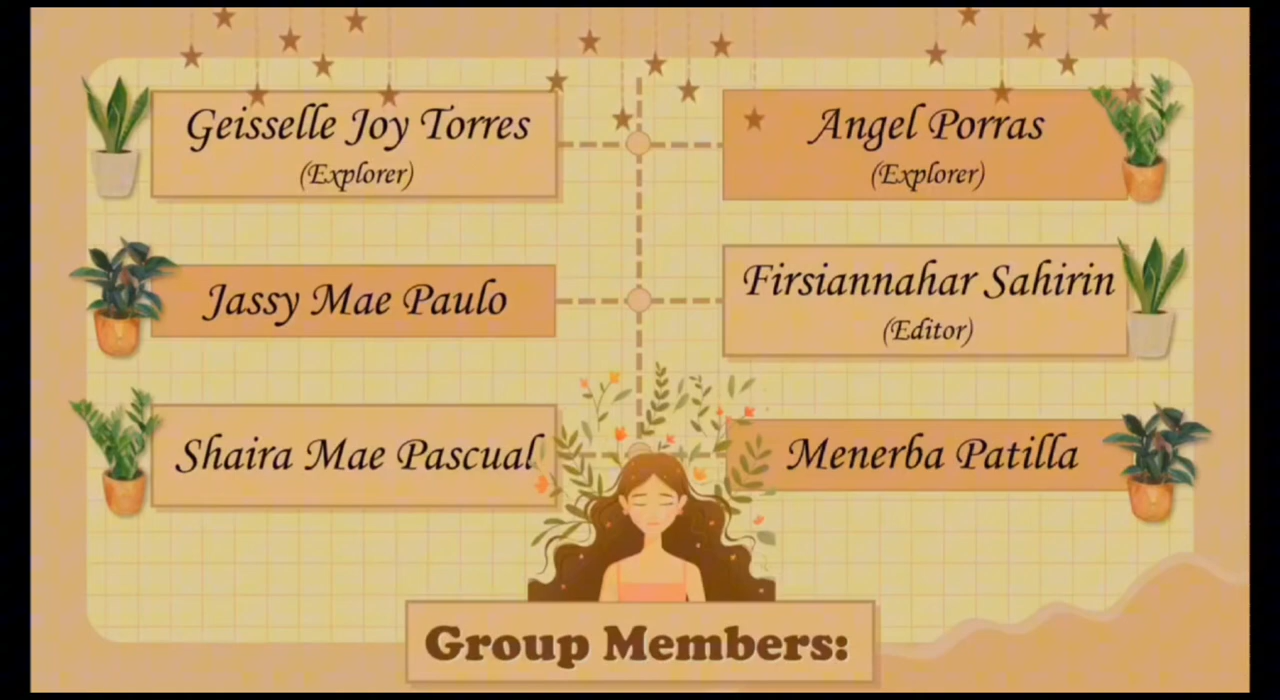 Geisselle Joy Torres
(Explorer)
Angel Porras
(Explorer)
Jassy Mae Paulo
Firsiannahar Sahirin
(Editor)
Shaira Mae Pascual
Menerba Patilla
Group Members: